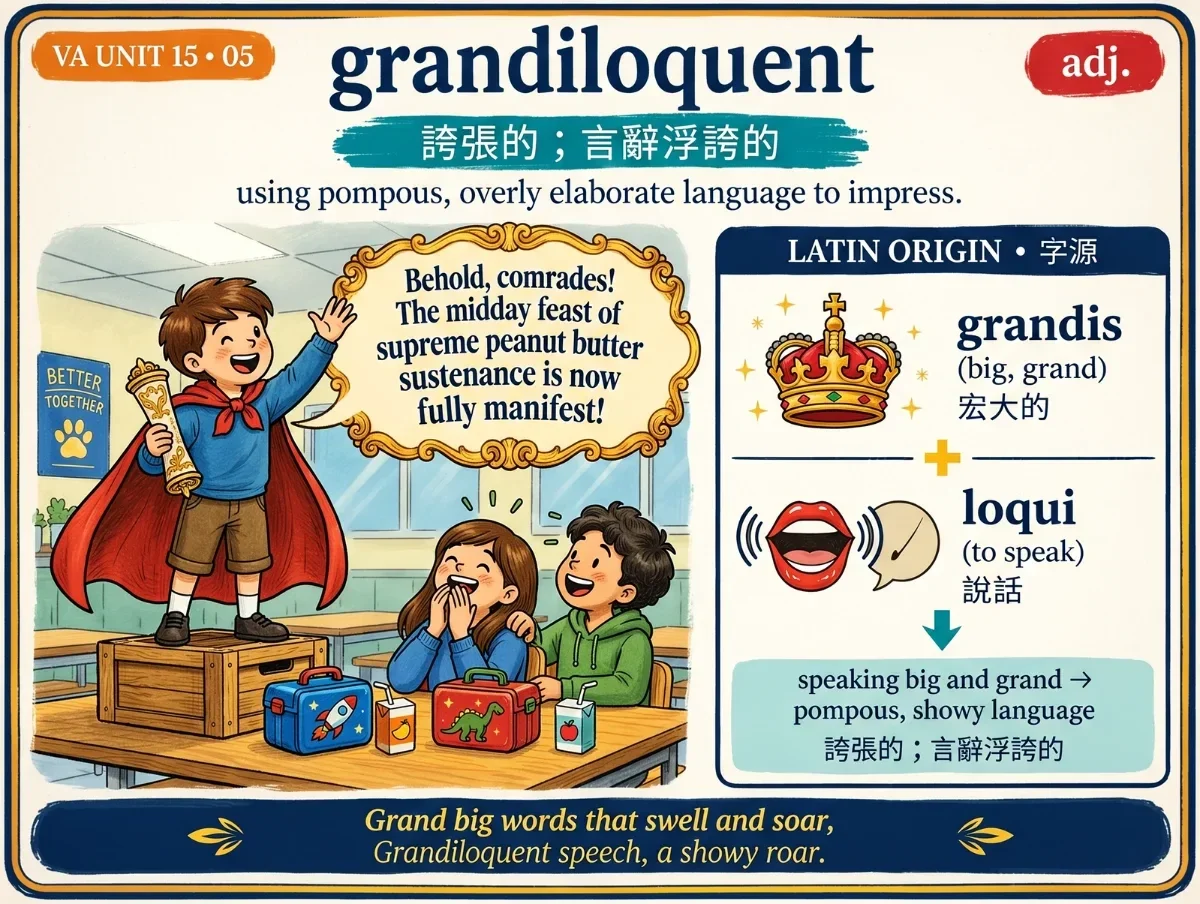 VA UNIT 15 • 05
grandiloquent
adj.
誇張的；言辭浮誇的
using pompous, overly elaborate language to impress.
Behold, comrades!
The midday feast of
supreme peanut butter
sustenance is now
fully manifest!
BETTER
TOGETHER
LATIN ORIGIN • 字源
grandis
(big, grand)
宏大的
loqui
(to speak)
說話
speaking big and grand →
pompous, showy language
誇張的；言辭浮誇的
Grand big words that swell and soar,
Grandiloquent speech, a showy roar.